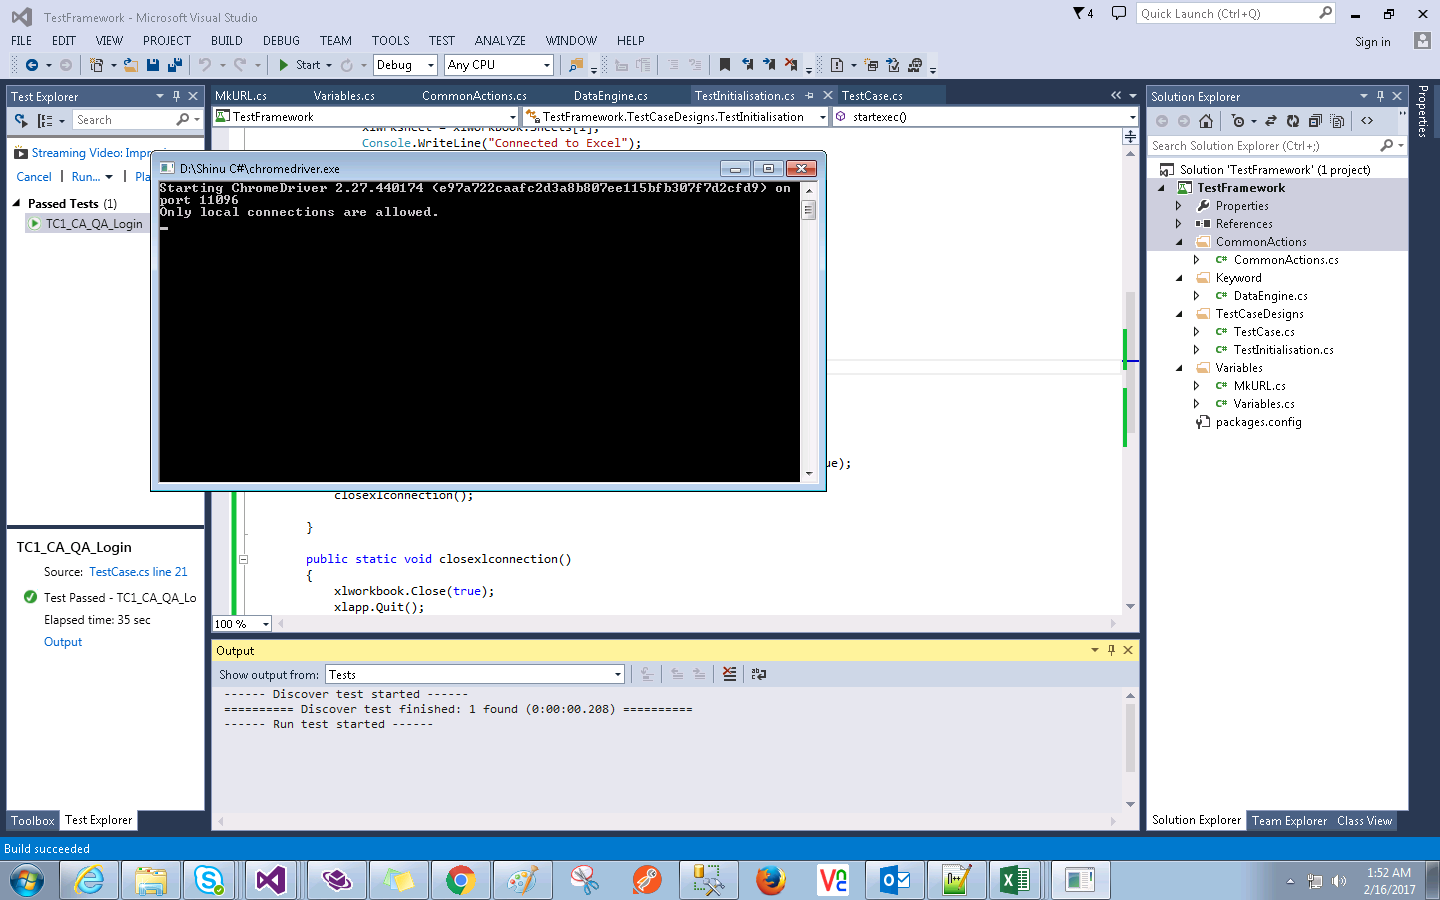 TestFramework - Microsoft Visual Studio
4
Quick Launch (Ctrl+Q)
FILE EDIT VIEW PROJECT BUILD DEBUG TEAM TOOLS TEST ANALYZE WINDOW HELP
Sign in
Start Debug Any CPU
Test Explorer
Search
Streaming Video: Impr
Cancel Run... Pla
Passed Tests (1)
TC1_CA_QA_Login
MkURL.cs Variables.cs CommonActions.cs DataEngine.cs TestInitialisation.cs TestCase.cs
TestFramework TestFramework.TestCaseDesigns.TestInitialisation startexec()
xlwrksheet = xlworkbook.Sheets[1];
Console.WriteLine("Connected to Excel");
D:\Shinu C#\chromedriver.exe
Starting ChromeDriver 2.27.440174 (e97a722caafc2d3a8b807ee115bfb307f7d2cfd9) on
port 11096
Only local connections are allowed.
ue);
closexlconnection();
}
public static void closexlconnection()
{
xlworkbook.Close(true);
xlapp.Quit();
100 %
TC1_CA_QA_Login
Source: TestCase.cs line 21
Test Passed - TC1_CA_QA_Lo
Elapsed time: 35 sec
Output
Toolbox Test Explorer
Output
Show output from: Tests
------ Discover test started ------
========== Discover test finished: 1 found (0:00:00.208) ==========
------ Run test started ------
Solution Explorer
Search Solution Explorer (Ctrl+;)
Solution 'TestFramework' (1 project)
TestFramework
Properties
References
CommonActions
CommonActions.cs
Keyword
DataEngine.cs
TestCaseDesigns
TestCase.cs
TestInitialisation.cs
Variables
MkURL.cs
Variables.cs
packages.config
Solution Explorer Team Explorer Class View
Properties
Build succeeded
1:52 AM
2/16/2017